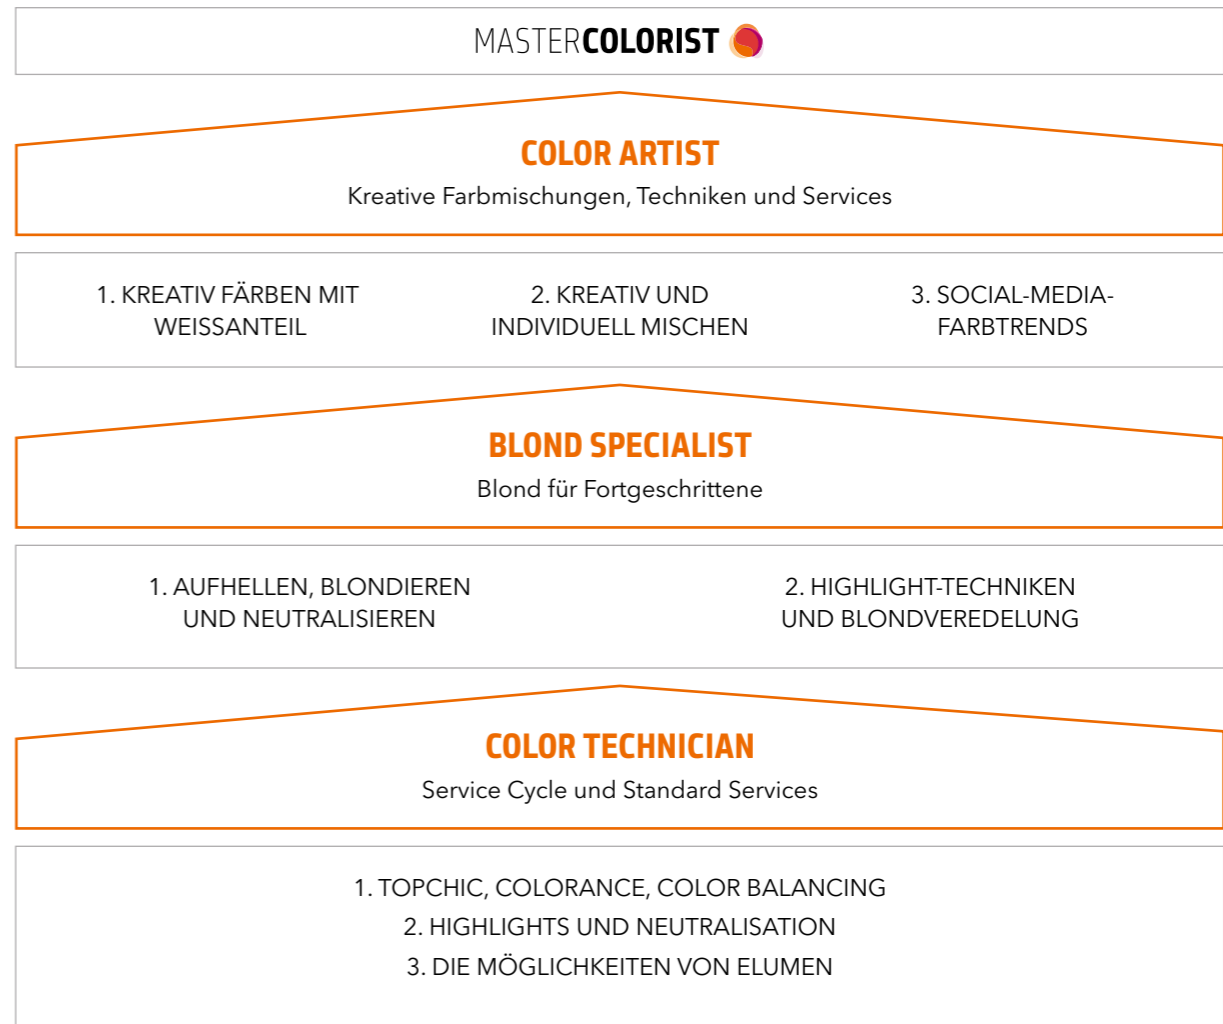 MASTERCOLORIST
COLOR ARTIST
Kreative Farbmischungen, Techniken und Services
1. KREATIV FÄRBEN MIT
WEISSANTEIL
2. KREATIV UND
INDIVIDUELL MISCHEN
3. SOCIAL-MEDIA-
FARBTRENDS
BLOND SPECIALIST
Blond für Fortgeschrittene
1. AUFHELLEN, BLONDIEREN
UND NEUTRALISIEREN
2. HIGHLIGHT-TECHNIKEN
UND BLONDVEREDELUNG
COLOR TECHNICIAN
Service Cycle und Standard Services
1. TOPCHIC, COLORANCE, COLOR BALANCING
2. HIGHLIGHTS UND NEUTRALISATION
3. DIE MÖGLICHKEITEN VON ELUMEN